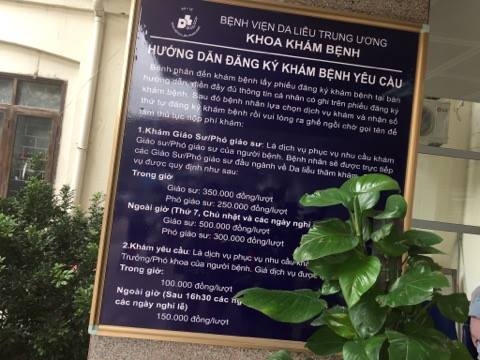 BỆNH VIỆN DA LIỄU TRUNG ƯƠNG
KHOA KHÁM BỆNH
HƯỚNG DẪN ĐĂNG KÝ KHÁM BỆNH YÊU CẦU
Bệnh nhân đến khám bệnh lấy phiếu đăng ký khám bệnh tại bàn
hướng dẫn, điền đầy đủ thông tin cá nhân có ghi trên phiếu đăng ký
khám bệnh. Sau đó bệnh nhân lựa chọn dịch vụ khám và nhận số
thứ tự đăng ký khám bệnh rồi vui lòng ra ghế ngồi chờ gọi tên để
làm thủ tục nộp phí khám:
1.Khám Giáo Sư/Phó giáo sư: Là dịch vụ phục vụ nhu cầu khám
Giáo sư/Phó giáo sư của người bệnh. Bệnh nhân sẽ được trực tiếp
các Giáo Sư/Phó giáo sư đầu ngành về Da liễu thăm khám.
vụ được quy định như sau:
Trong giờ
Giáo sư: 350.000 đồng/lượt
Phó giáo sư: 250.000 đồng/lượt
Ngoài giờ (Thứ 7, Chủ nhật và các ngày nghỉ
Giáo sư: 500.000 đồng/lượt
Phó giáo sư: 300.000 đồng/lượt
2.Khám yêu cầu: Là dịch vụ phục vụ nhu cầu
Trưởng/Phó khoa của người bệnh. Giá dịch vụ được
Trong giờ:
100.000 đồng/lượt
Ngoài giờ (Sau 16h30 các
các ngày nghỉ lễ)
150.000 đồng/lượt